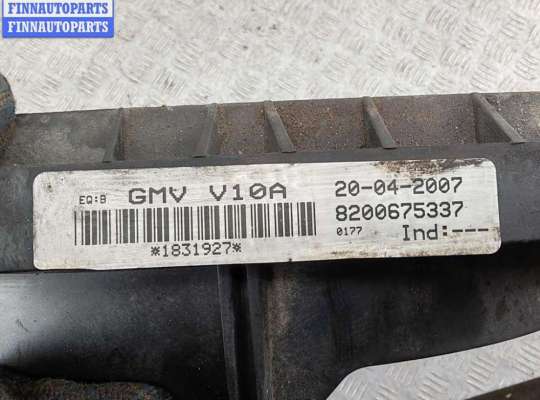 FINNAUTOPARTS
FINNAUTOPARTS
EQ:B GMV V10A 20-04-2007
8200675337
*1831927* 0177 Ind:---